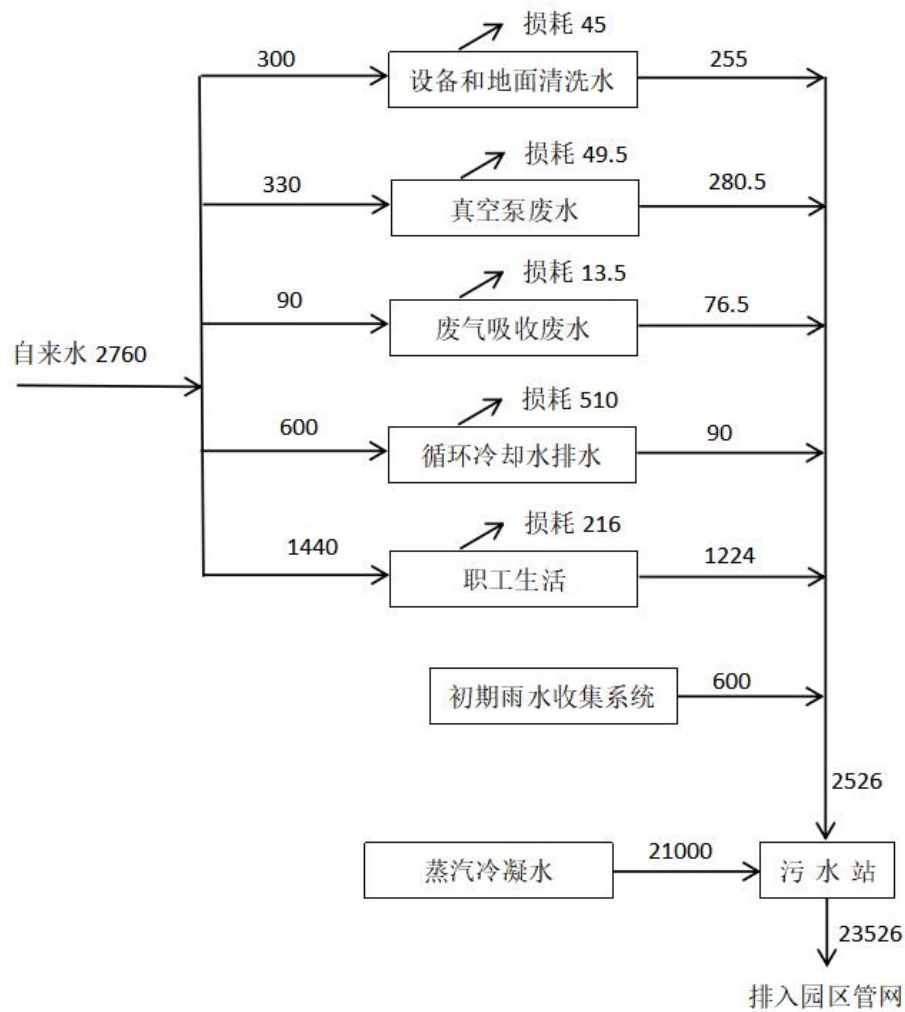 损耗 45
300
设备和地面清洗水
255
损耗 49.5
330
真空泵废水
280.5
损耗 13.5
90
废气吸收废水
76.5
自来水 2760
损耗 510
600
循环冷却水排水
90
损耗 216
1440
职工生活
1224
初期雨水收集系统
600
2526
蒸汽冷凝水
21000
污 水 站
23526
排入园区管网